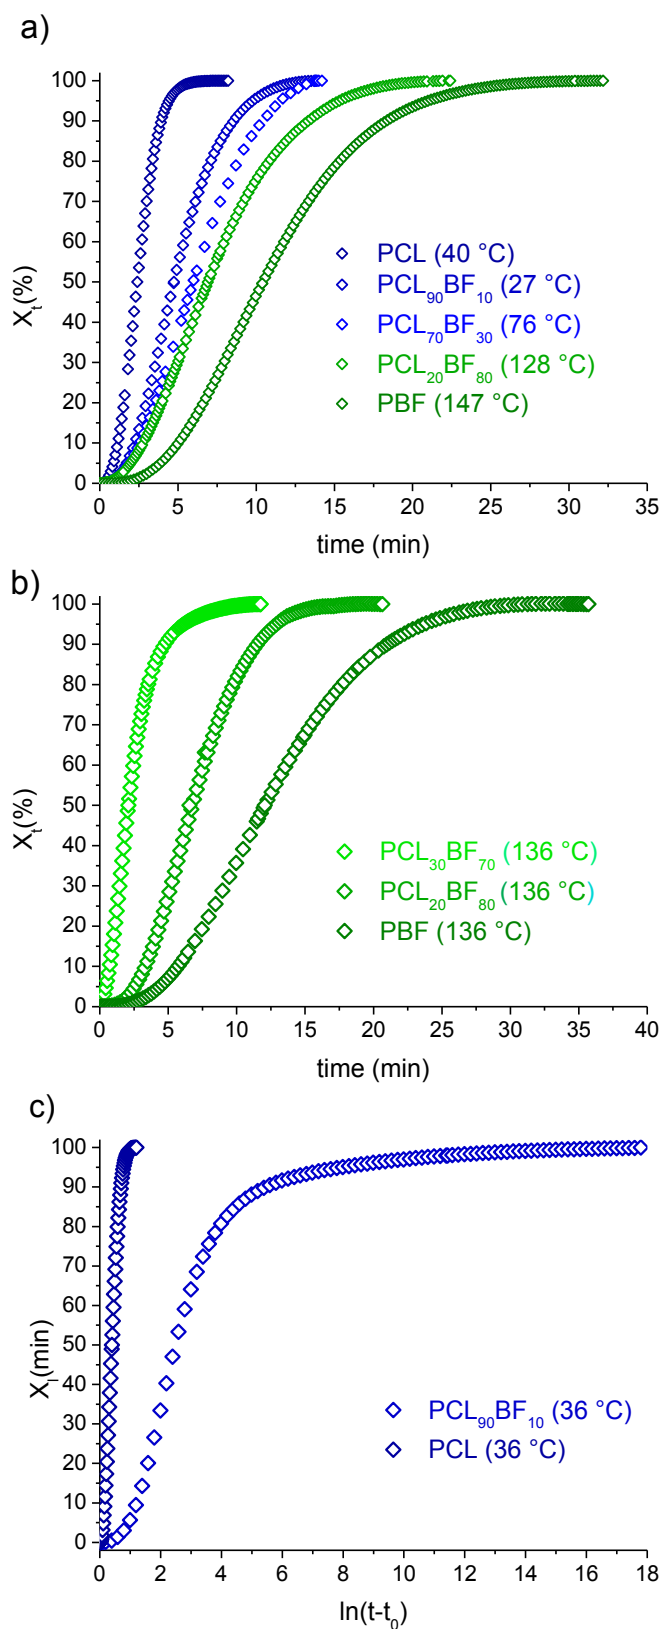 a)
100
90
80
70
60
50
40
30
20
10
0
X_t(%)
PCL (40 °C)
PCL₉₀BF₁₀ (27 °C)
PCL₇₀BF₃₀ (76 °C)
PCL₂₀BF₈₀ (128 °C)
PBF (147 °C)
0 5 10 15 20 25 30 35
time (min)
b)
100
90
80
70
60
50
40
30
20
10
0
X_t(%)
PCL₃₀BF₇₀ (136 °C)
PCL₂₀BF₈₀ (136 °C)
PBF (136 °C)
0 5 10 15 20 25 30 35 40
time (min)
c)
100
90
80
70
60
50
40
30
20
10
0
X_l(min)
PCL₉₀BF₁₀ (36 °C)
PCL (36 °C)
0 2 4 6 8 10 12 14 16 18
ln(t-t₀)